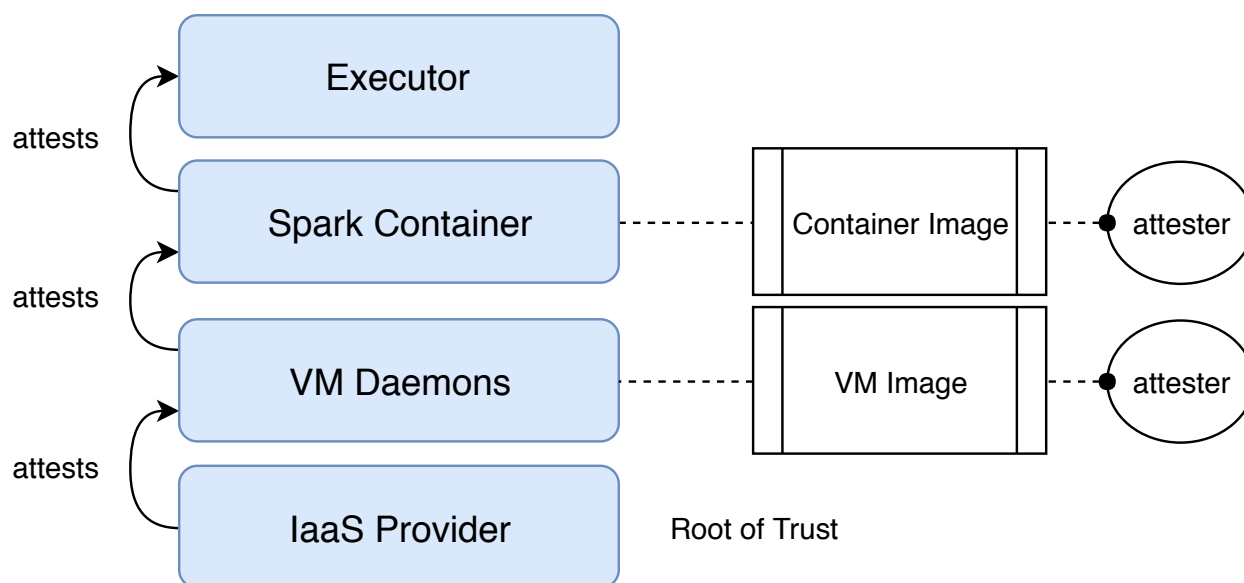 Executor
attests
Spark Container
Container Image
attester
attests
VM Daemons
VM Image
attester
attests
IaaS Provider
Root of Trust